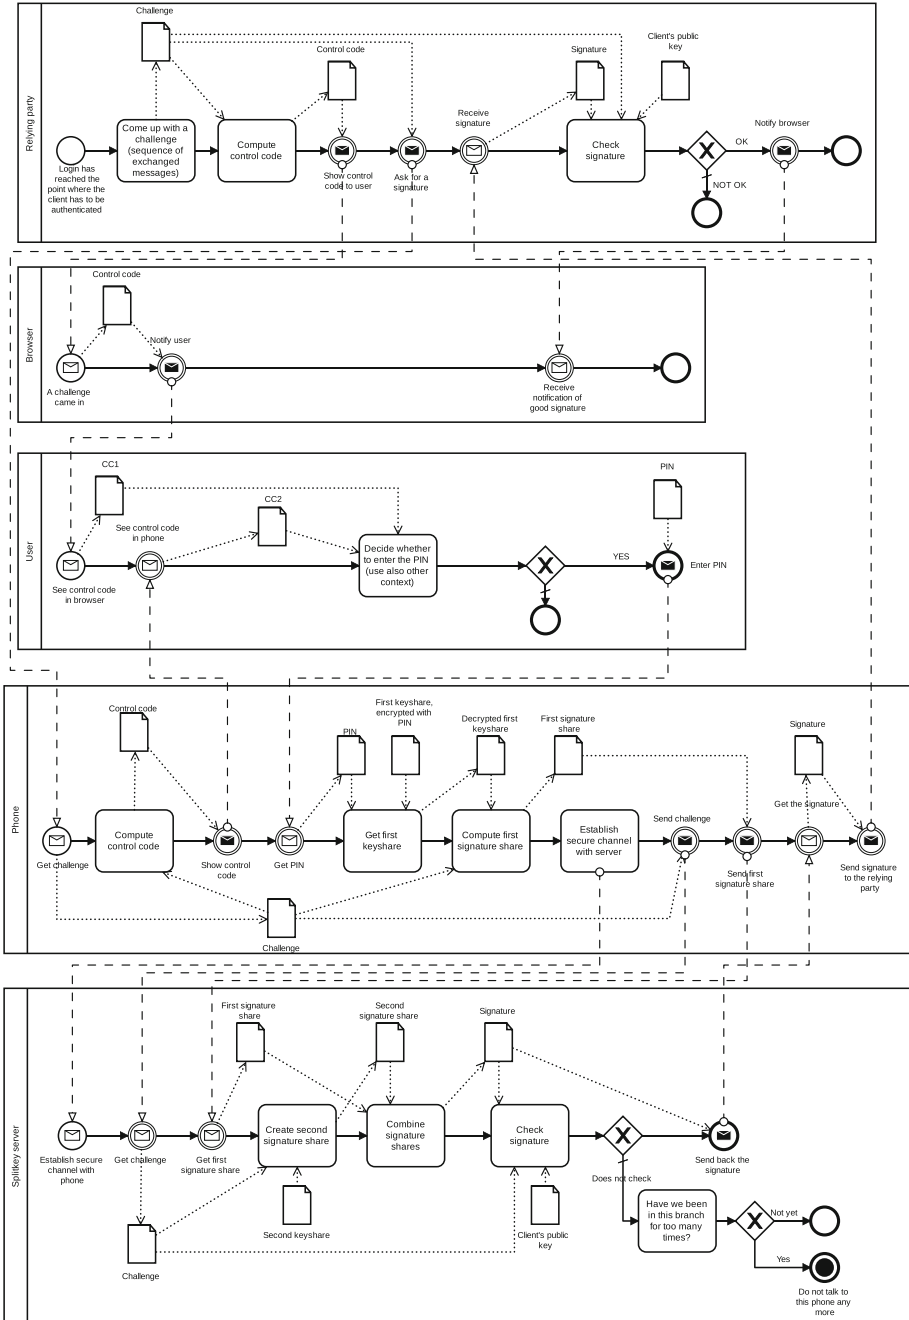 Relying party
Challenge
Control code
Signature
Client's public
key
Login has
reached the
point where the
client has to be
authenticated
Come up with a
challenge
(sequence of
exchanged
messages)
Compute
control code
Show control
code to user
Ask for a
signature
Receive
signature
Check
signature
OK
NOT OK
Notify browser
Browser
Control code
Notify user
A challenge
came in
Receive
notification of
good signature
User
CC1
See control code
in phone
CC2
PIN
See control code
in browser
Decide whether
to enter the PIN
(use also other
context)
YES
Enter PIN
Phone
Control code
PIN
First keyshare,
encrypted with
PIN
Decrypted first
keyshare
First signature
share
Signature
Get challenge
Compute
control code
Show control
code
Get PIN
Get first
keyshare
Compute first
signature share
Establish
secure channel
with server
Send challenge
Send first
signature share
Get the signature
Send signature
to the relying
party
Challenge
Splitkey server
First signature
share
Second
signature share
Signature
Establish secure
channel with
phone
Get challenge
Get first
signature share
Create second
signature share
Combine
signature
shares
Check
signature
Send back the
signature
Does not check
Second keyshare
Client's public
key
Have we been
in this branch
for too many
times?
Not yet
Yes
Challenge
Do not talk to
this phone any
more